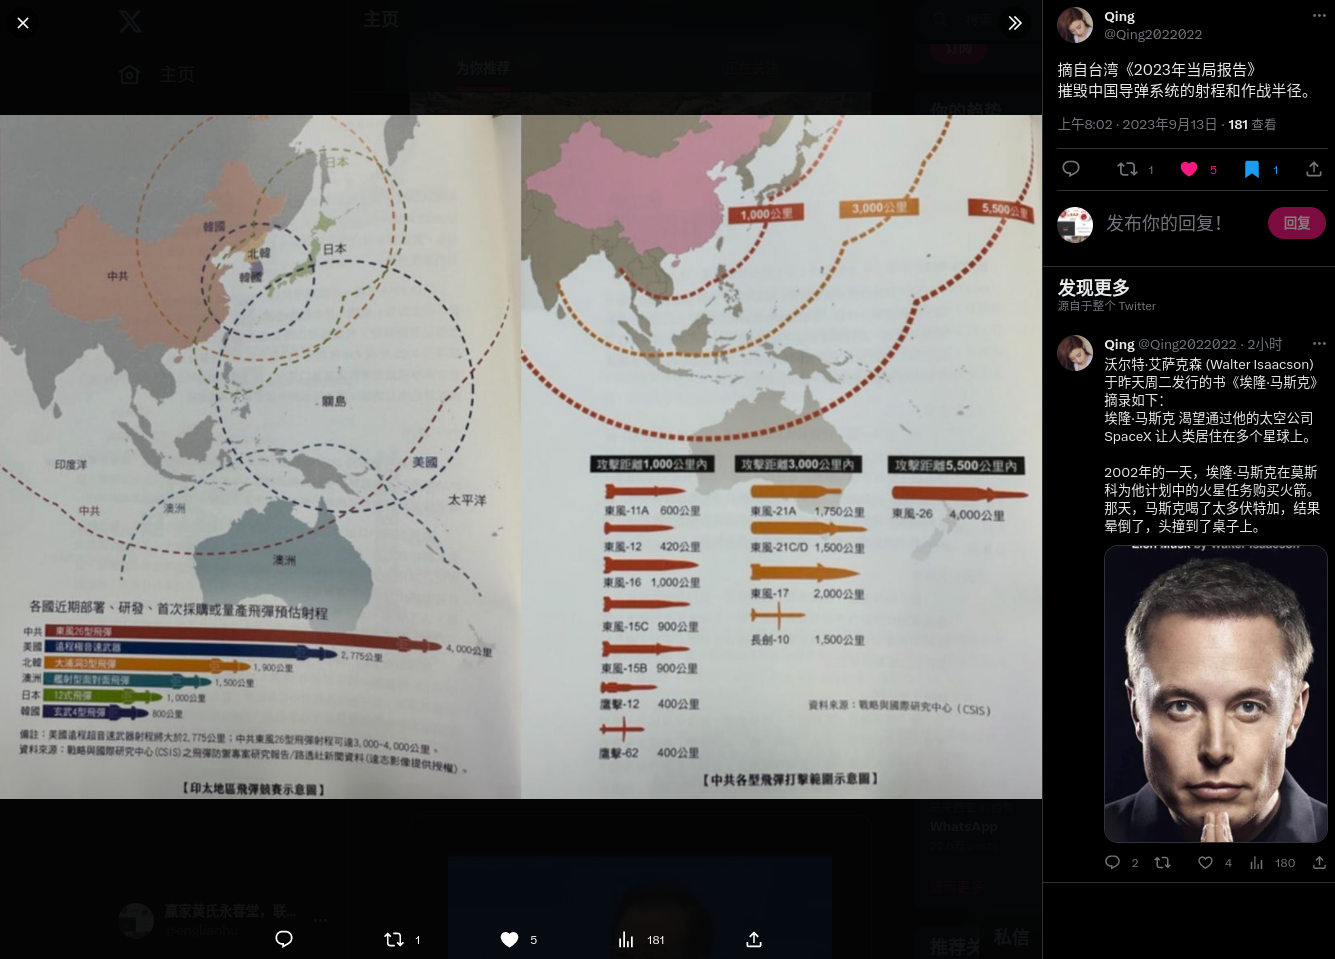 主页
主页
为你推荐
日本
韓國
北韓
韓國
日本
中共
關島
印度洋
美國
太平洋
中共
澳洲
澳洲
各國近期部署、研發、首次採購或量產飛彈預估射程
中共 東風26型飛彈 4,000公里
美國 遠程極音速武器 2,775公里
北韓 大浦洞3型飛彈 1,900公里
澳洲 艦射型面對面飛彈 1,500公里
日本 12式飛彈 1,000公里
韓國 玄武4型飛彈 800公里
備註：美國遠程超音速武器射程將大於2,775公里；中共東風26型飛彈射程可達3,000-4,000公里。
資料來源：戰略與國際研究中心(CSIS)之飛彈防禦專案研究報告/路透社新聞資料(達志影像提供授權)。
【印太地區飛彈競賽示意圖】
1,000公里
3,000公里
5,500公里
攻擊距離1,000公里內
東風-11A 600公里
東風-12 420公里
東風-16 1,000公里
東風-15C 900公里
東風-15B 900公里
鷹擊-12 400公里
鷹擊-62 400公里
攻擊距離3,000公里內
東風-21A 1,750公里
東風-21C/D 1,500公里
東風-17 2,000公里
長劍-10 1,500公里
攻擊距離5,500公里內
東風-26 4,000公里
資料來源：戰略與國際研究中心（CSIS）
【中共各型飛彈打擊範圍示意圖】
WhatsApp
私信
1
5
181
Qing
@Qing2022022
摘自台湾《2023年当局报告》
摧毁中国导弹系统的射程和作战半径。
上午8:02 · 2023年9月13日 · 181 查看
1
5
1
发布你的回复！
回复
发现更多
源自于整个 Twitter
Qing @Qing2022022 · 2小时
沃尔特·艾萨克森 (Walter Isaacson)
于昨天周二发行的书《埃隆·马斯克》
摘录如下：
埃隆·马斯克 渴望通过他的太空公司
SpaceX 让人类居住在多个星球上。
2002年的一天，埃隆·马斯克在莫斯
科为他计划中的火星任务购买火箭。
那天，马斯克喝了太多伏特加，结果
晕倒了，头撞到了桌子上。
Elon Musk by Walter Isaacson
2
4
180